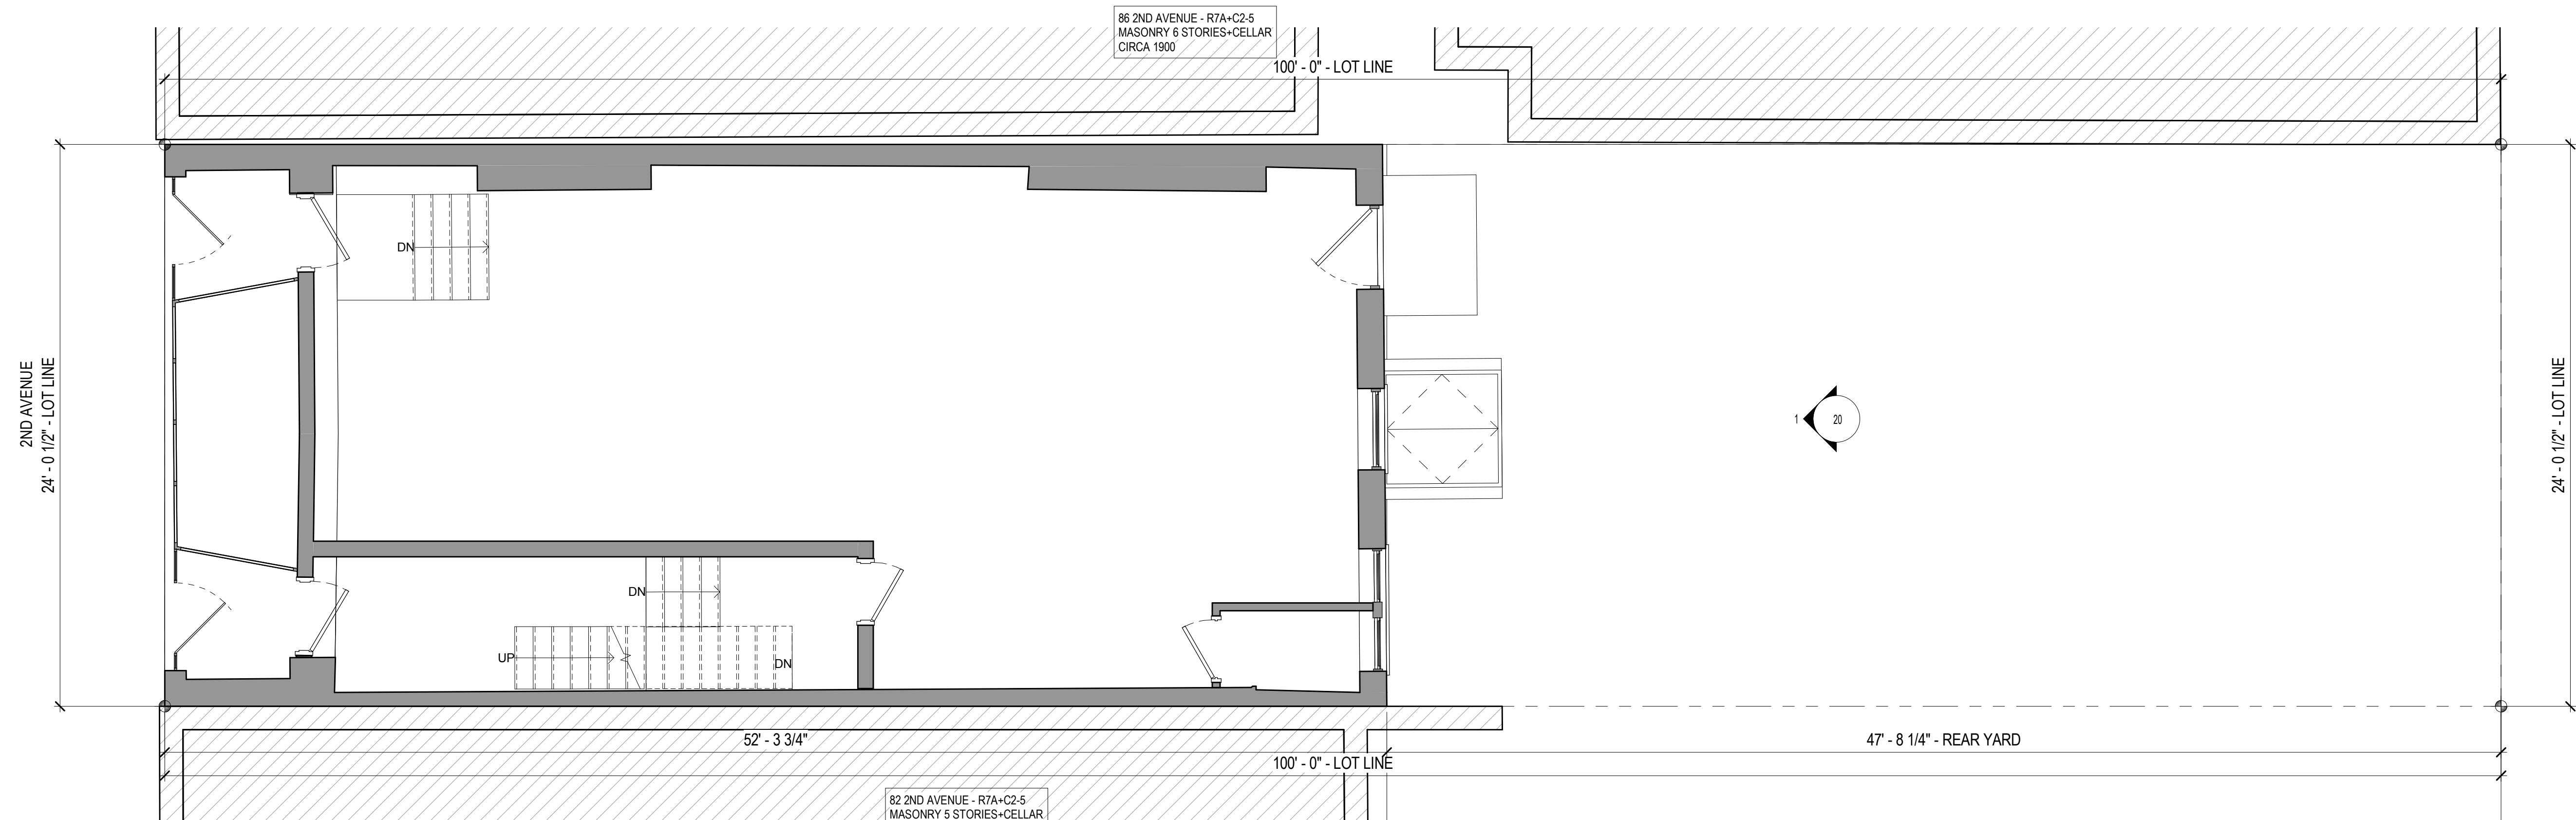 86 2ND AVENUE - R7A+C2-5
MASONRY 6 STORIES+CELLAR
CIRCA 1900
100' - 0" - LOT LINE
2ND AVENUE
24' - 0 1/2" - LOT LINE
DN
DN
UP
DN
1
20
24' - 0 1/2" - LOT LINE
52' - 3 3/4"
47' - 8 1/4" - REAR YARD
100' - 0" - LOT LINE
82 2ND AVENUE - R7A+C2-5
MASONRY 5 STORIES+CELLAR